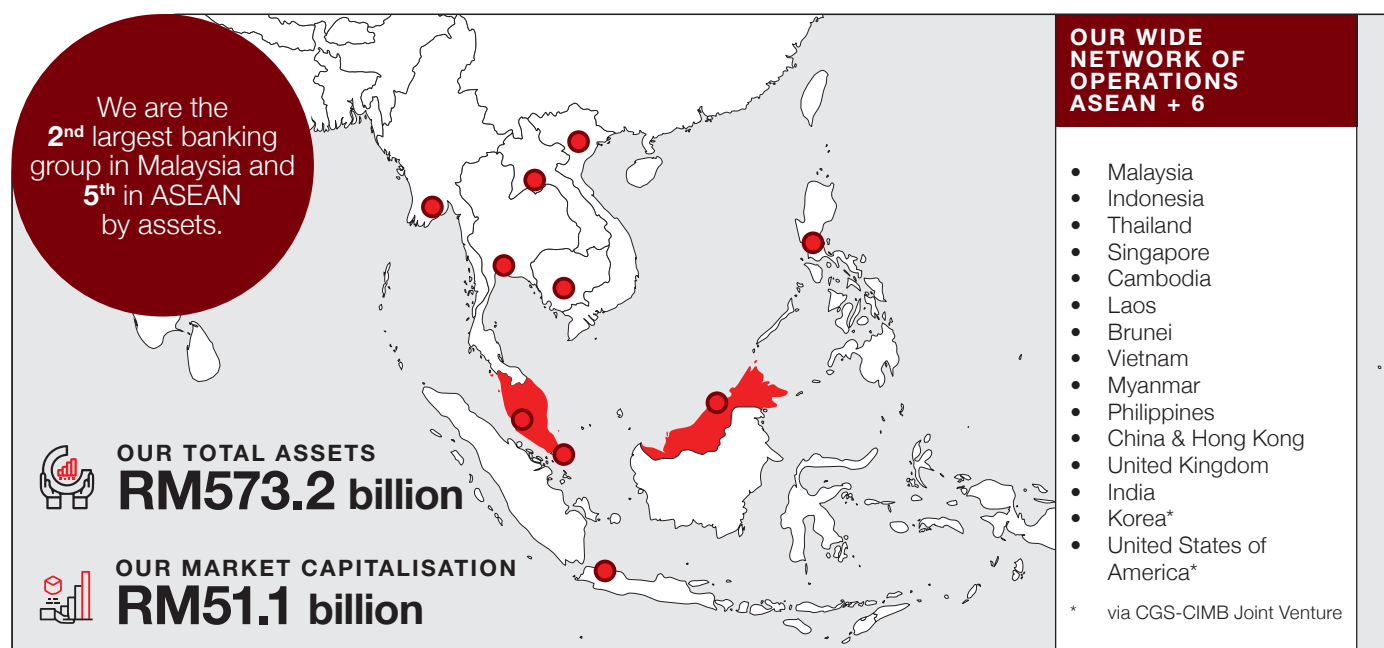 We are the
2nd largest banking
group in Malaysia and
5th in ASEAN
by assets.
OUR TOTAL ASSETS
RM573.2 billion
OUR MARKET CAPITALISATION
RM51.1 billion
OUR WIDE
NETWORK OF
OPERATIONS
ASEAN + 6
• Malaysia
• Indonesia
• Thailand
• Singapore
• Cambodia
• Laos
• Brunei
• Vietnam
• Myanmar
• Philippines
• China & Hong Kong
• United Kingdom
• India
• Korea*
• United States of
America*
* via CGS-CIMB Joint Venture